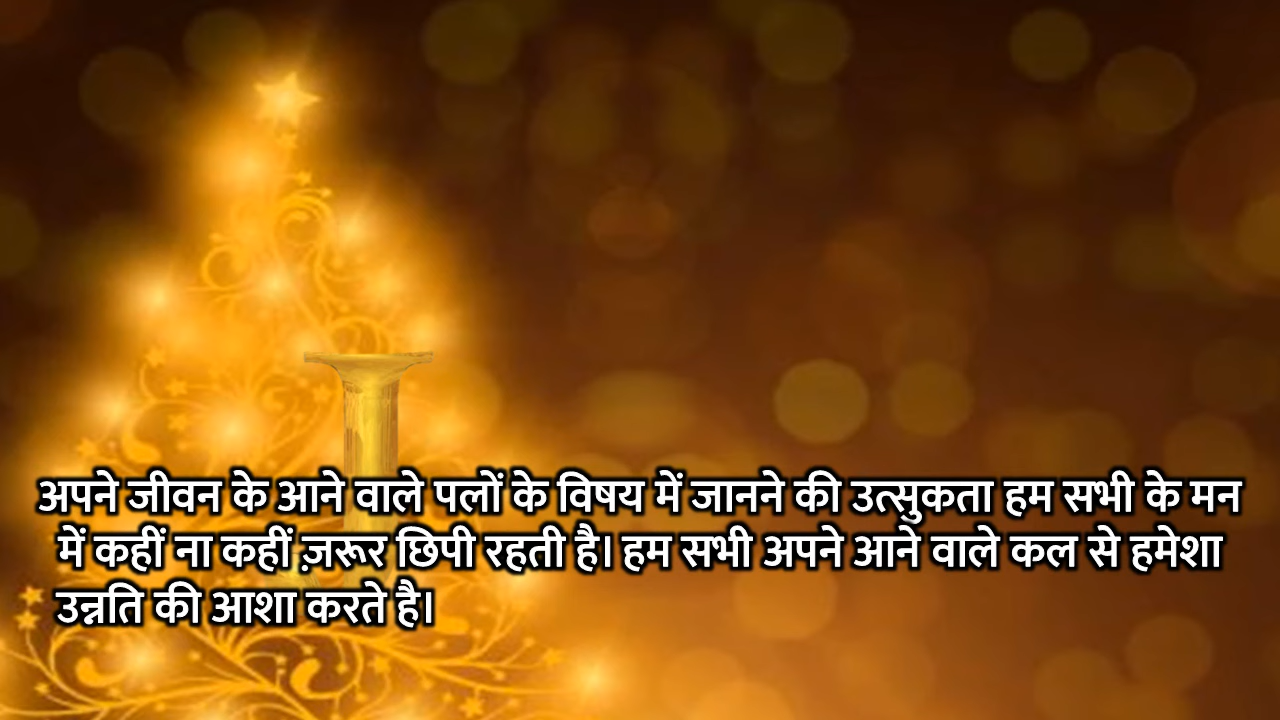 अपने जीवन के आने वाले पलों के विषय में जानने की उत्सुकता हम सभी के मन
में कहीं ना कहीं ज़रूर छिपी रहती है। हम सभी अपने आने वाले कल से हमेशा
उन्नति की आशा करते है।